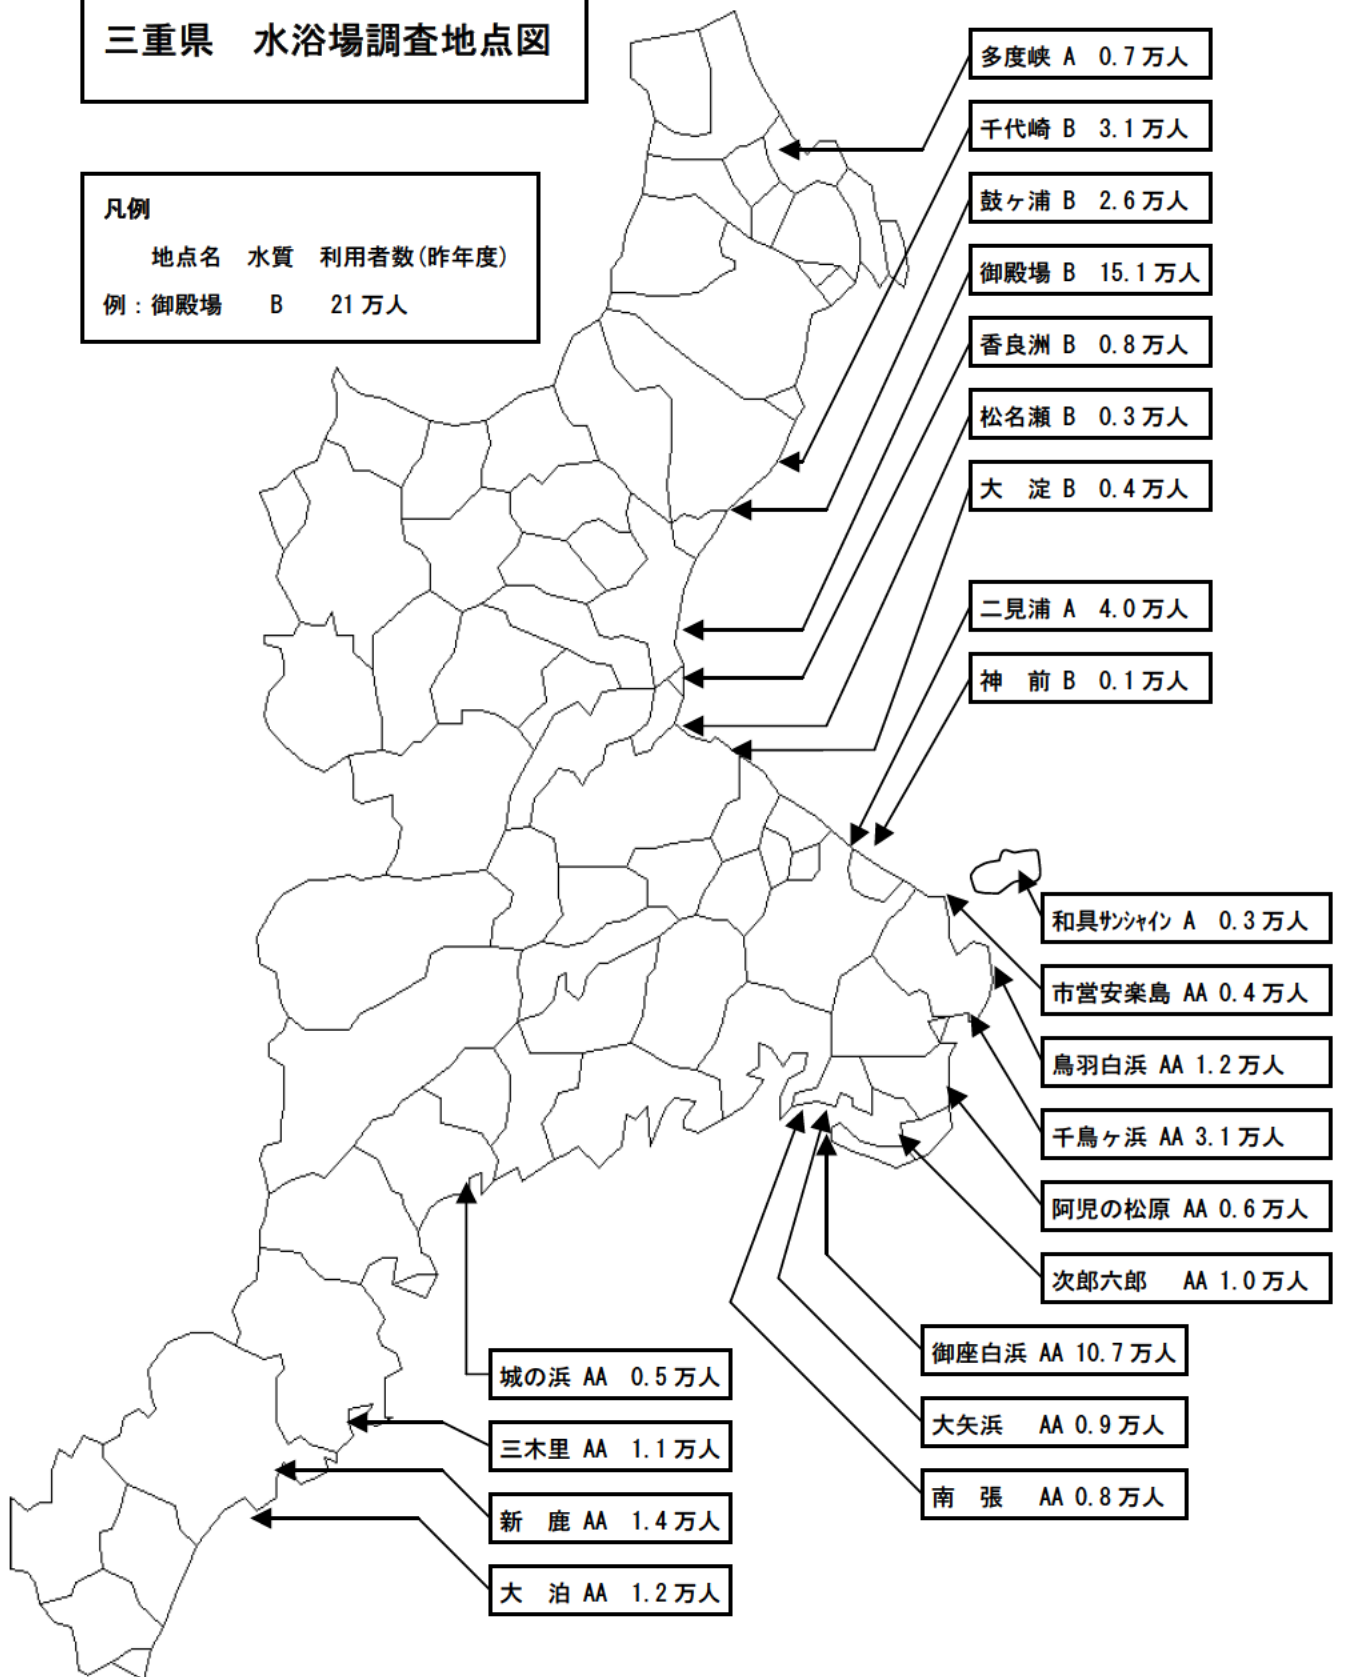 三重県　水浴場調査地点図
凡例
地点名　水質　利用者数(昨年度)
例：御殿場　B　21万人
多度峡 A 0.7万人
千代崎 B 3.1万人
鼓ヶ浦 B 2.6万人
御殿場 B 15.1万人
香良洲 B 0.8万人
松名瀬 B 0.3万人
大　淀 B 0.4万人
二見浦 A 4.0万人
神　前 B 0.1万人
和具ｻﾝｼｬｲﾝ A 0.3万人
市営安楽島 AA 0.4万人
鳥羽白浜 AA 1.2万人
千鳥ヶ浜 AA 3.1万人
阿児の松原 AA 0.6万人
次郎六郎 AA 1.0万人
御座白浜 AA 10.7万人
大矢浜 AA 0.9万人
南　張 AA 0.8万人
城の浜 AA 0.5万人
三木里 AA 1.1万人
新　鹿 AA 1.4万人
大　泊 AA 1.2万人